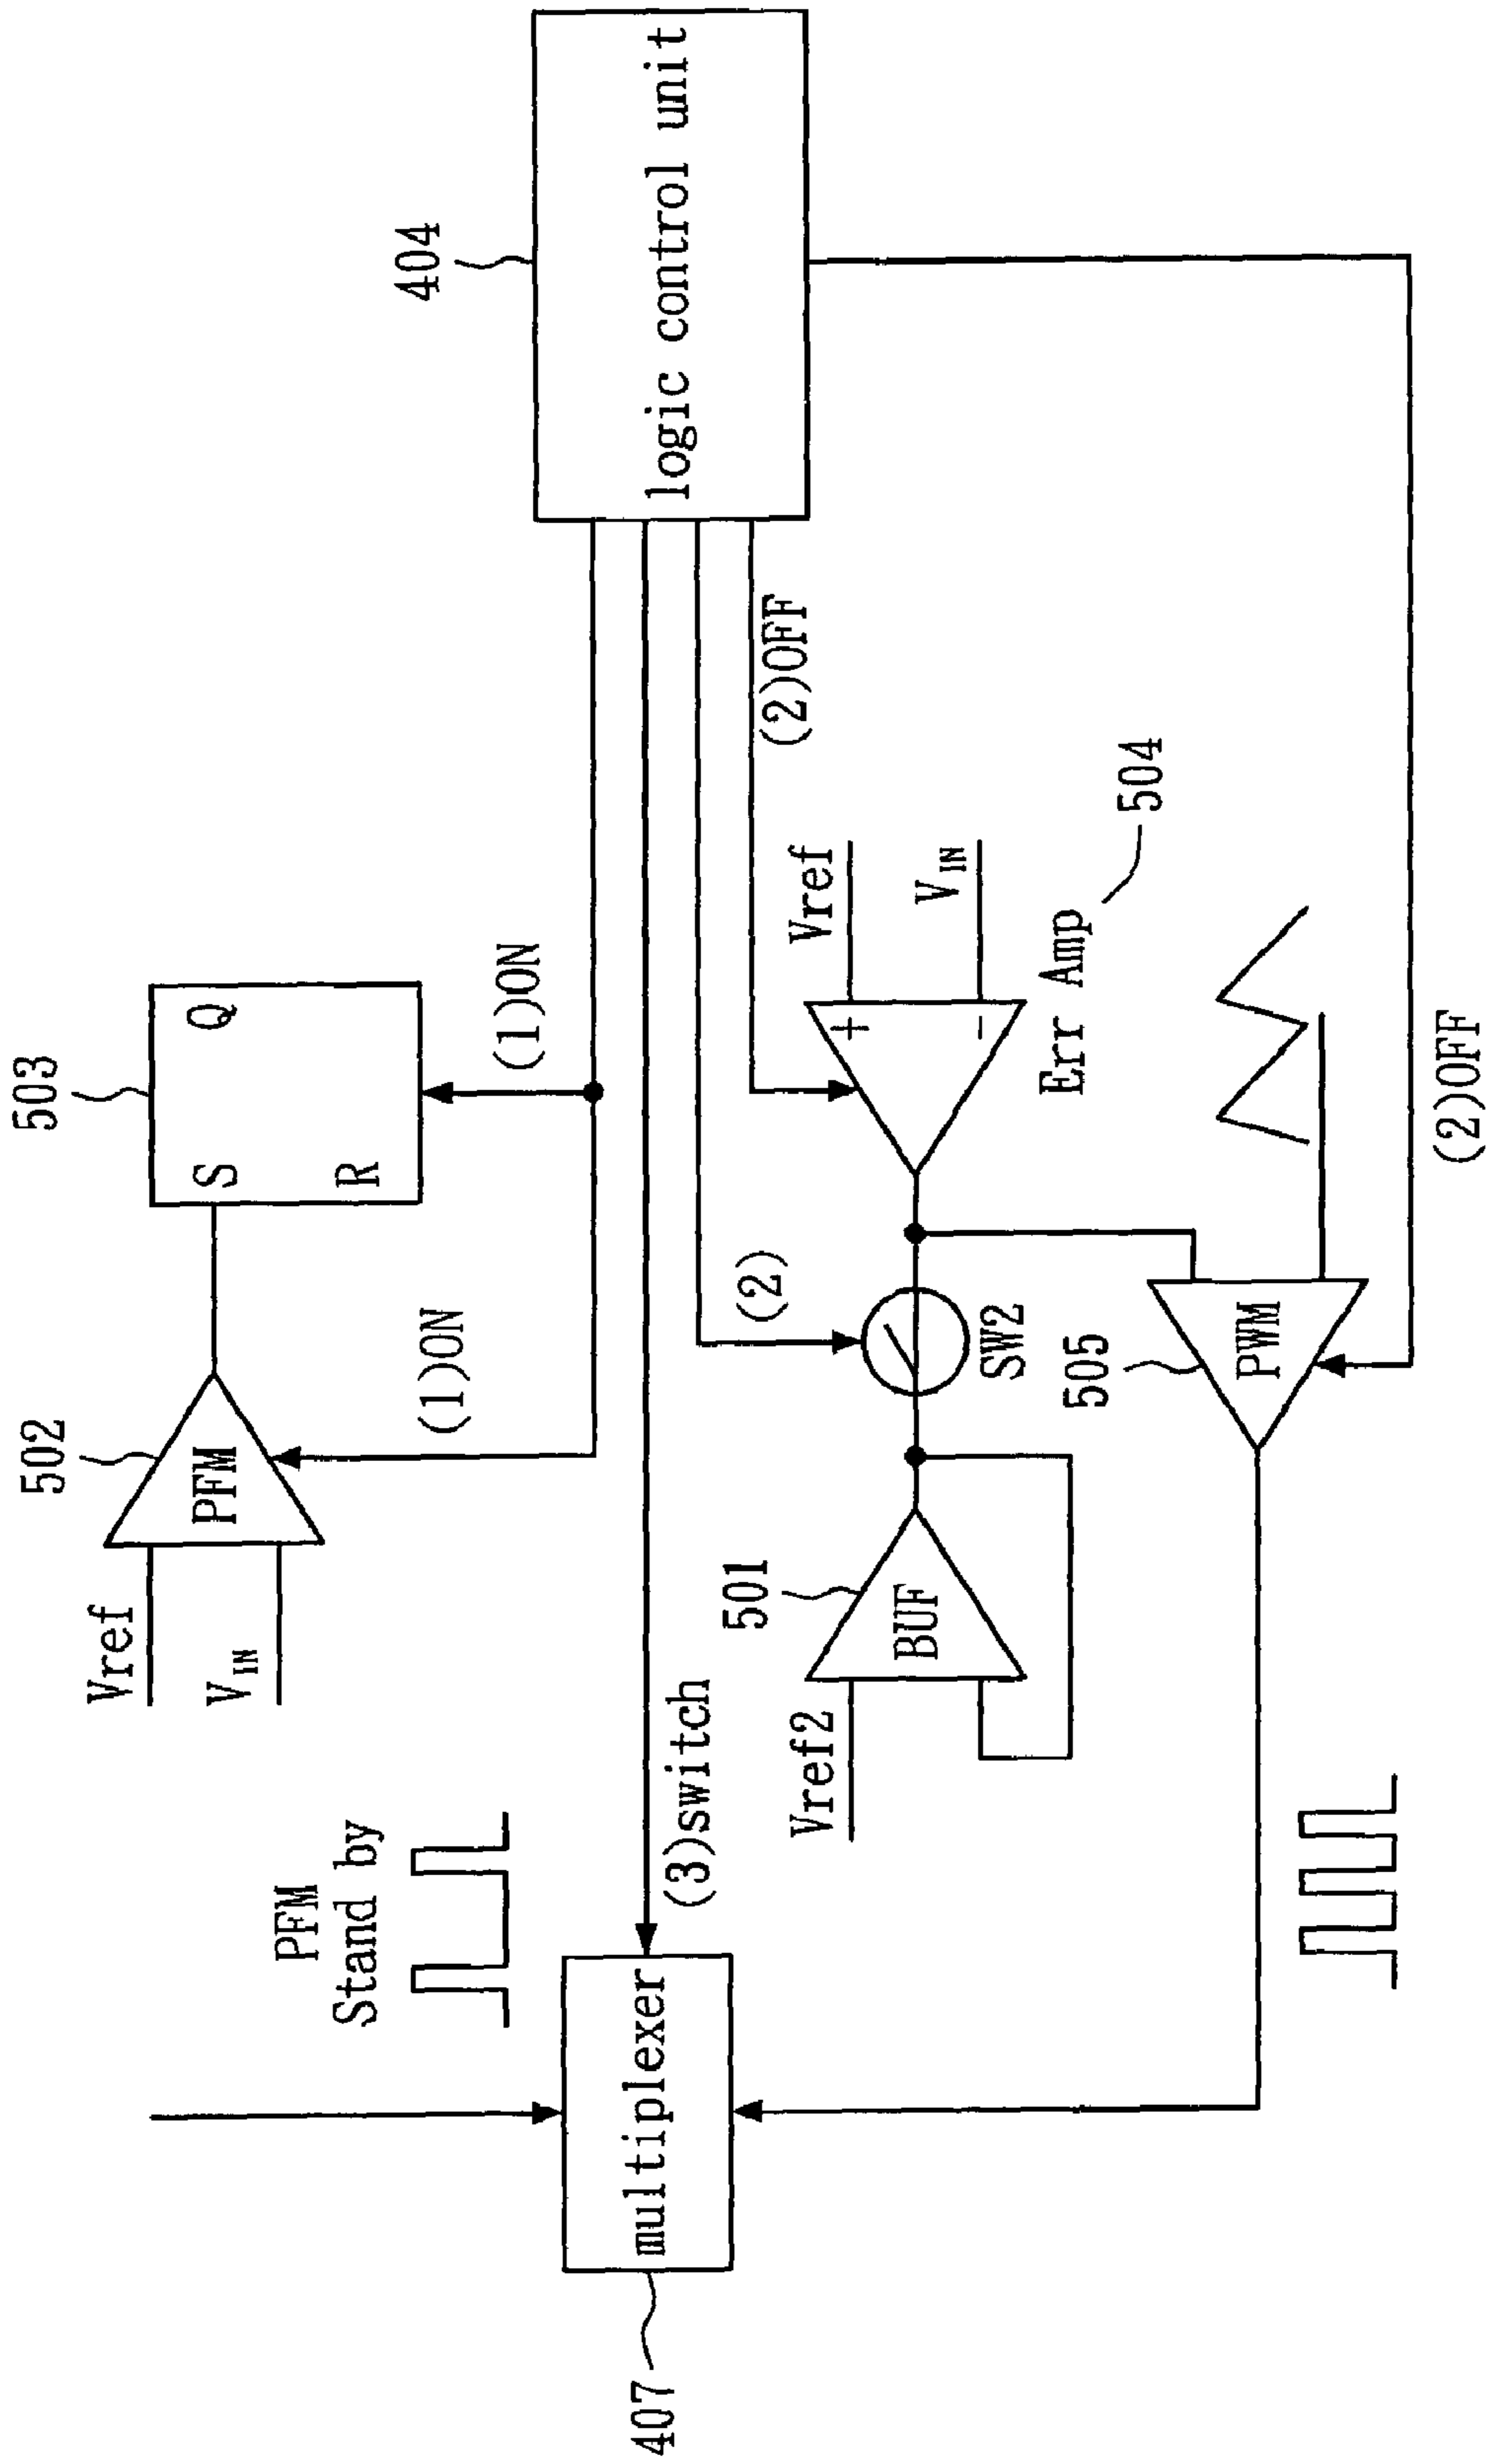 407
multiplexer
PFM
Stand by
(3)switch
Vref
VIN
502
PFM
(1)ON
503
S
R
Q
(1)ON
404
logic control unit
Vref2
501
BUF
(2)
SW2
(2)OFF
Vref
VIN
+
-
Err Amp
504
505
PWM
(2)OFF